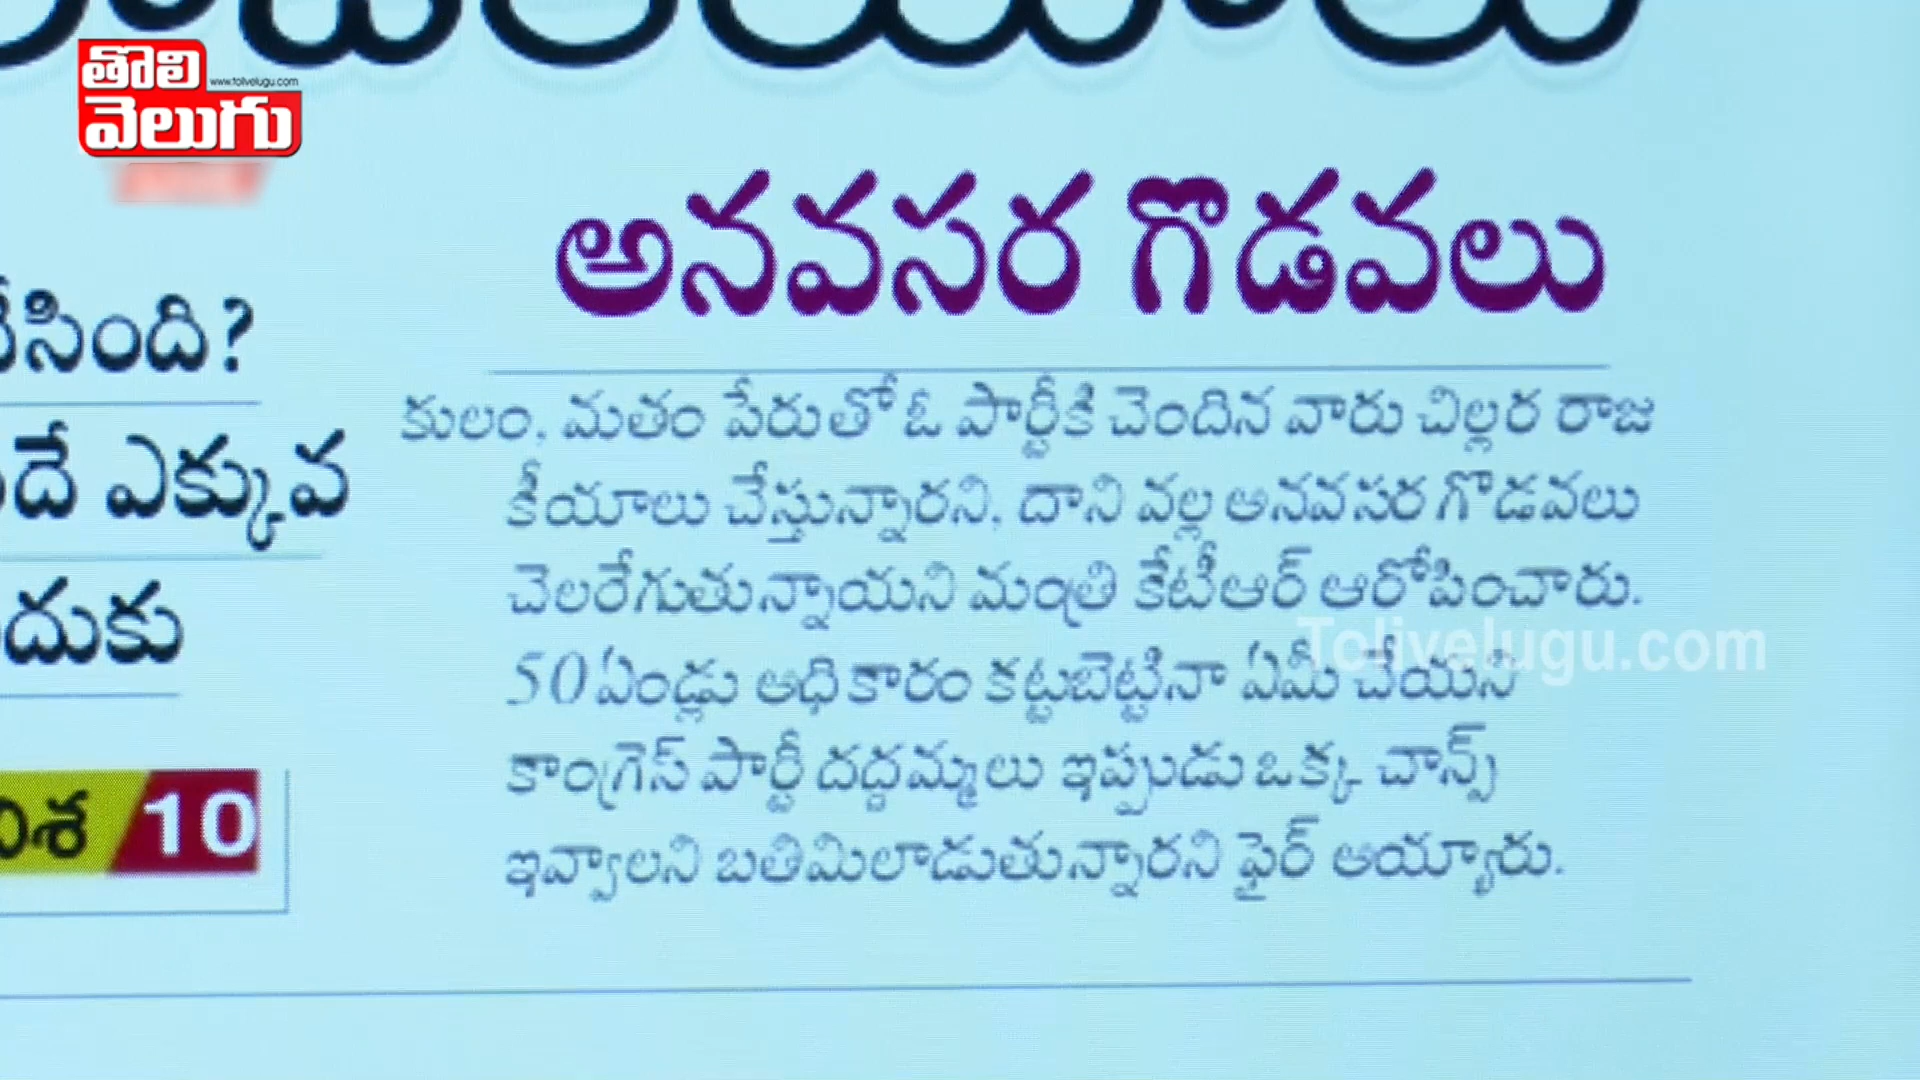 తొలి
www.tolivelugu.com
వెలుగు
అనవసర గొడవలు
కులం, మతం పేరుతో ఓ పార్టీకి చెందిన వారు చిల్లర రాజ
కీయాలు చేస్తున్నారని, దాని వల్ల అనవసర గొడవలు
చెలరేగుతున్నాయని మంత్రి కేటీఆర్ ఆరోపించారు.
50 ఏండ్లు అధికారం కట్టబెట్టినా ఏమీ చేయని
కాంగ్రెస్ పార్టీ దద్దమ్మలు ఇప్పుడు ఒక్క చాన్స్
ఇవ్వాలని బతిమిలాడుతున్నారని ఫైర్ అయ్యారు.
Tolivelugu.com
ఎక్కువ
10